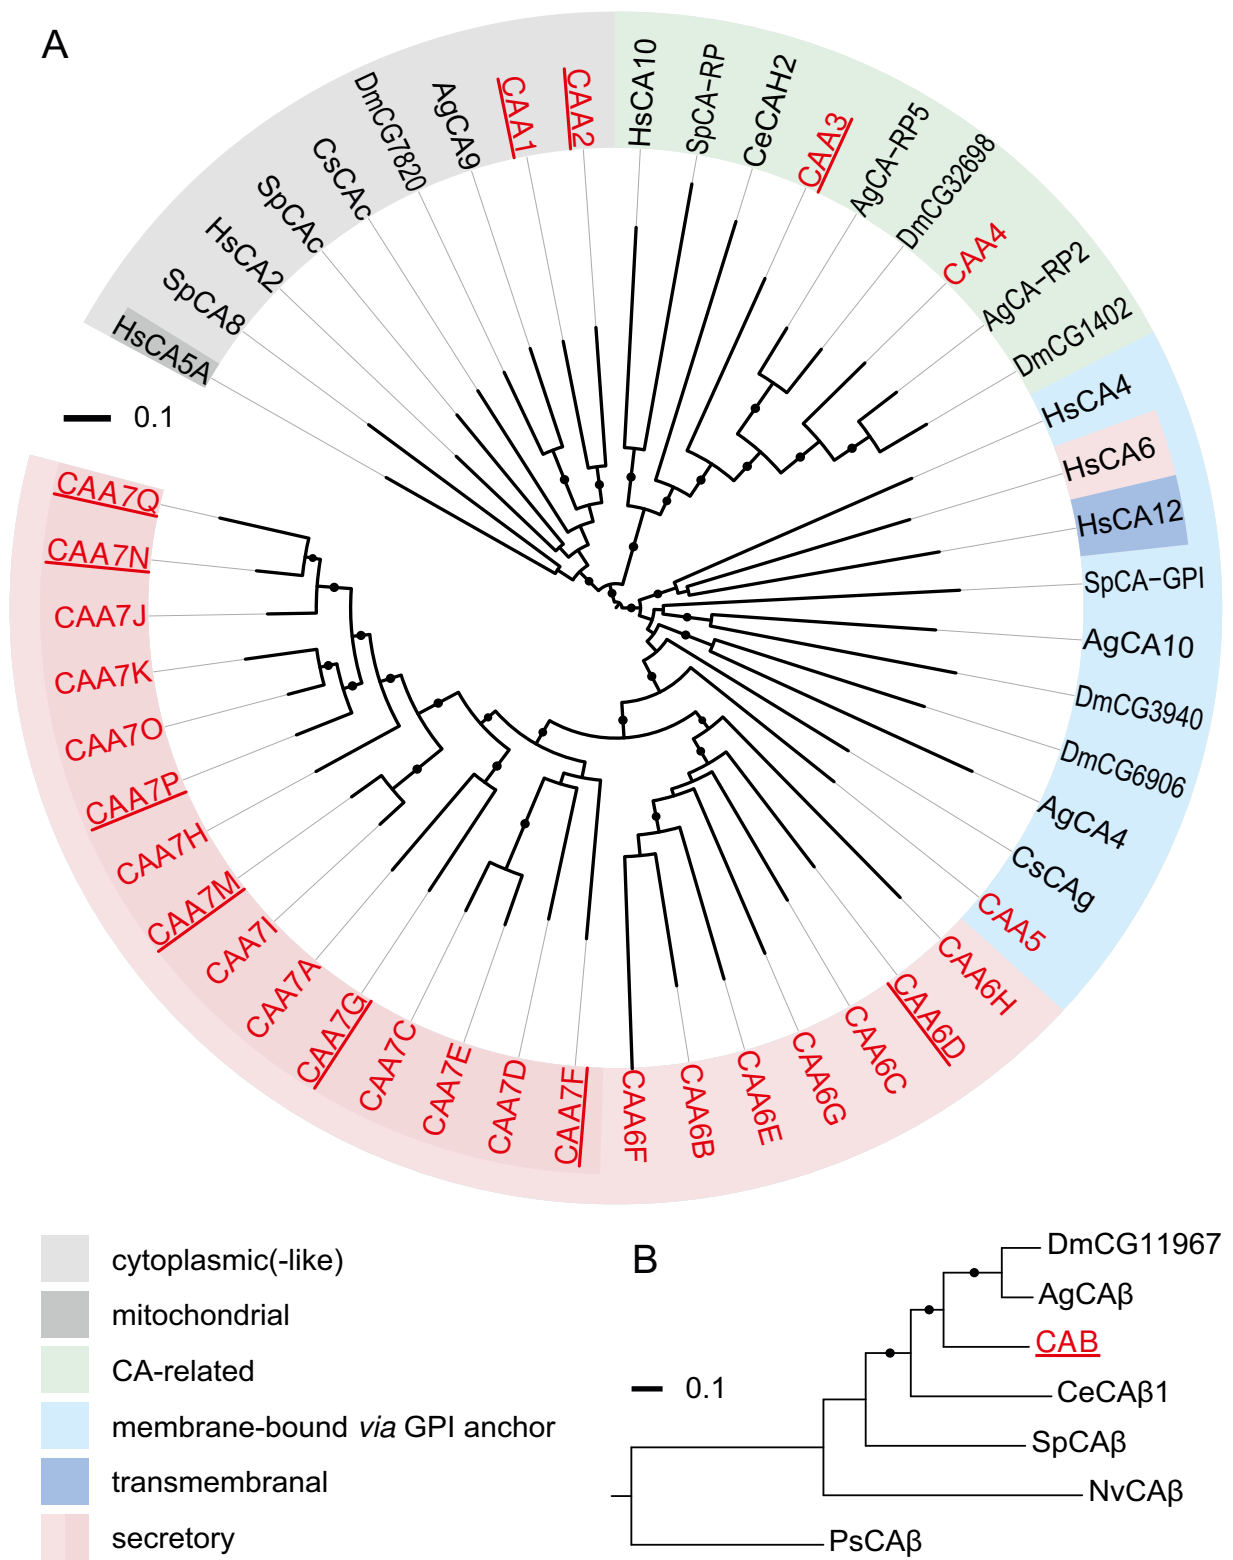 A
HsCA5A
SpCA8
HsCA2
SpCAc
CsCAc
DmCG7820
AgCA9
CAA1
CAA2
HsCA10
SpCA-RP
CeCAH2
CAA3
AgCA-RP5
DmCG32698
CAA4
AgCA-RP2
DmCG1402
HsCA4
HsCA6
HsCA12
SpCA-GPI
AgCA10
DmCG3940
DmCG6906
AgCA4
CsCAg
CAA5
CAA6H
CAA6D
CAA6C
CAA6G
CAA6E
CAA6B
CAA6F
CAA7F
CAA7D
CAA7E
CAA7C
CAA7G
CAA7A
CAA7I
CAA7M
CAA7H
CAA7P
CAA7O
CAA7K
CAA7J
CAA7N
CAA7Q
0.1
cytoplasmic(-like)
mitochondrial
CA-related
membrane-bound via GPI anchor
transmembranal
secretory
B
DmCG11967
AgCAβ
CAB
CeCAβ1
SpCAβ
NvCAβ
PsCAβ
0.1